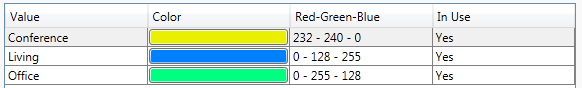 Value Color Red-Green-Blue In Use
Conference 232 - 240 - 0 Yes
Living 0 - 128 - 255 Yes
Office 0 - 255 - 128 Yes